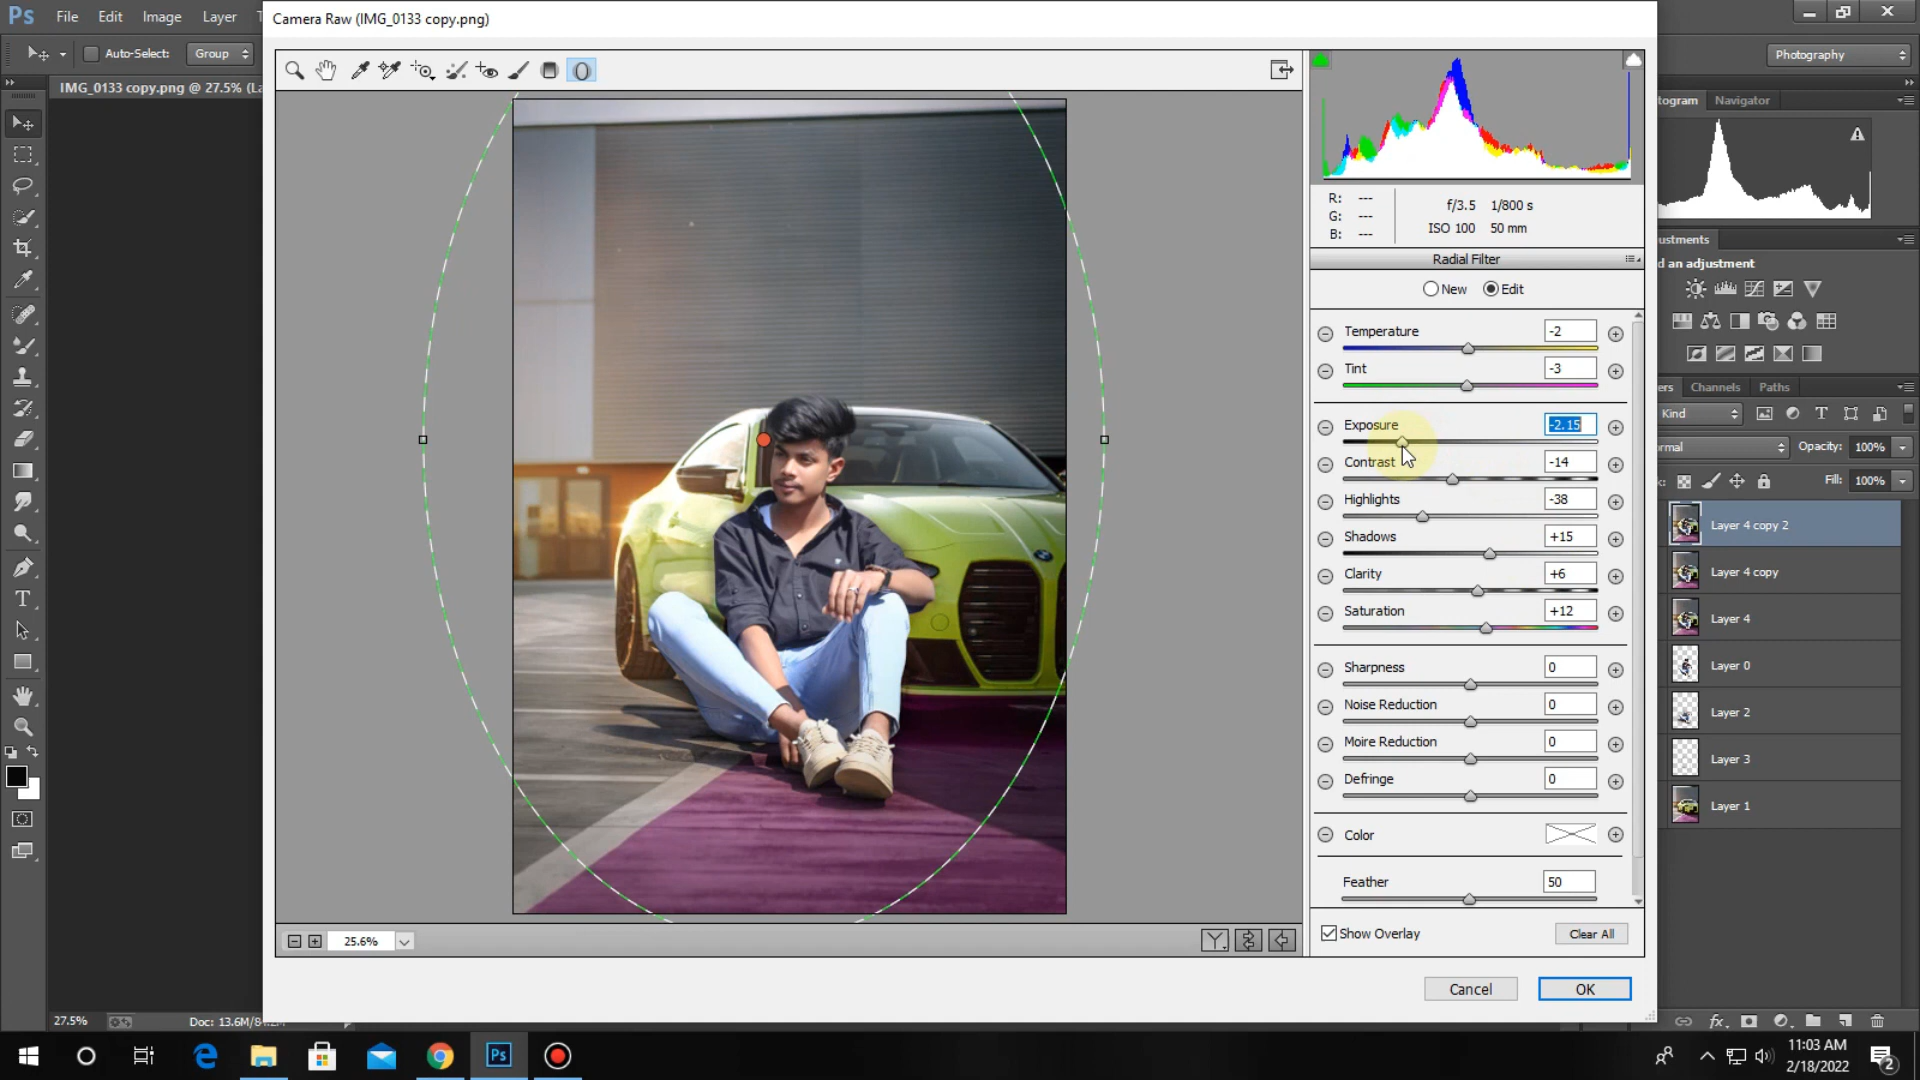 Ps File Edit Image Layer T
Camera Raw (IMG_0133 copy.png)
Auto-Select: Group
Photography
IMG_0133 copy.png @ 27.5% (La
togram Navigator
R: ---
G: ---
B: ---
f/3.5 1/800 s
ISO 100 50 mm
Radial Filter
New Edit
ustments
d an adjustment
Temperature -2
Tint -3
Exposure -2.15
Contrast -14
Highlights -38
Shadows +15
Clarity +6
Saturation +12
Sharpness 0
Noise Reduction 0
Moire Reduction 0
Defringe 0
Color
Feather 50
Show Overlay Clear All
ers Channels Paths
Kind
rmal Opacity: 100%
k: Fill: 100%
Layer 4 copy 2
Layer 4 copy
Layer 4
Layer 0
Layer 2
Layer 3
Layer 1
25.6%
Cancel OK
27.5%
fx
Ps
11:03 AM
2/18/2022
2